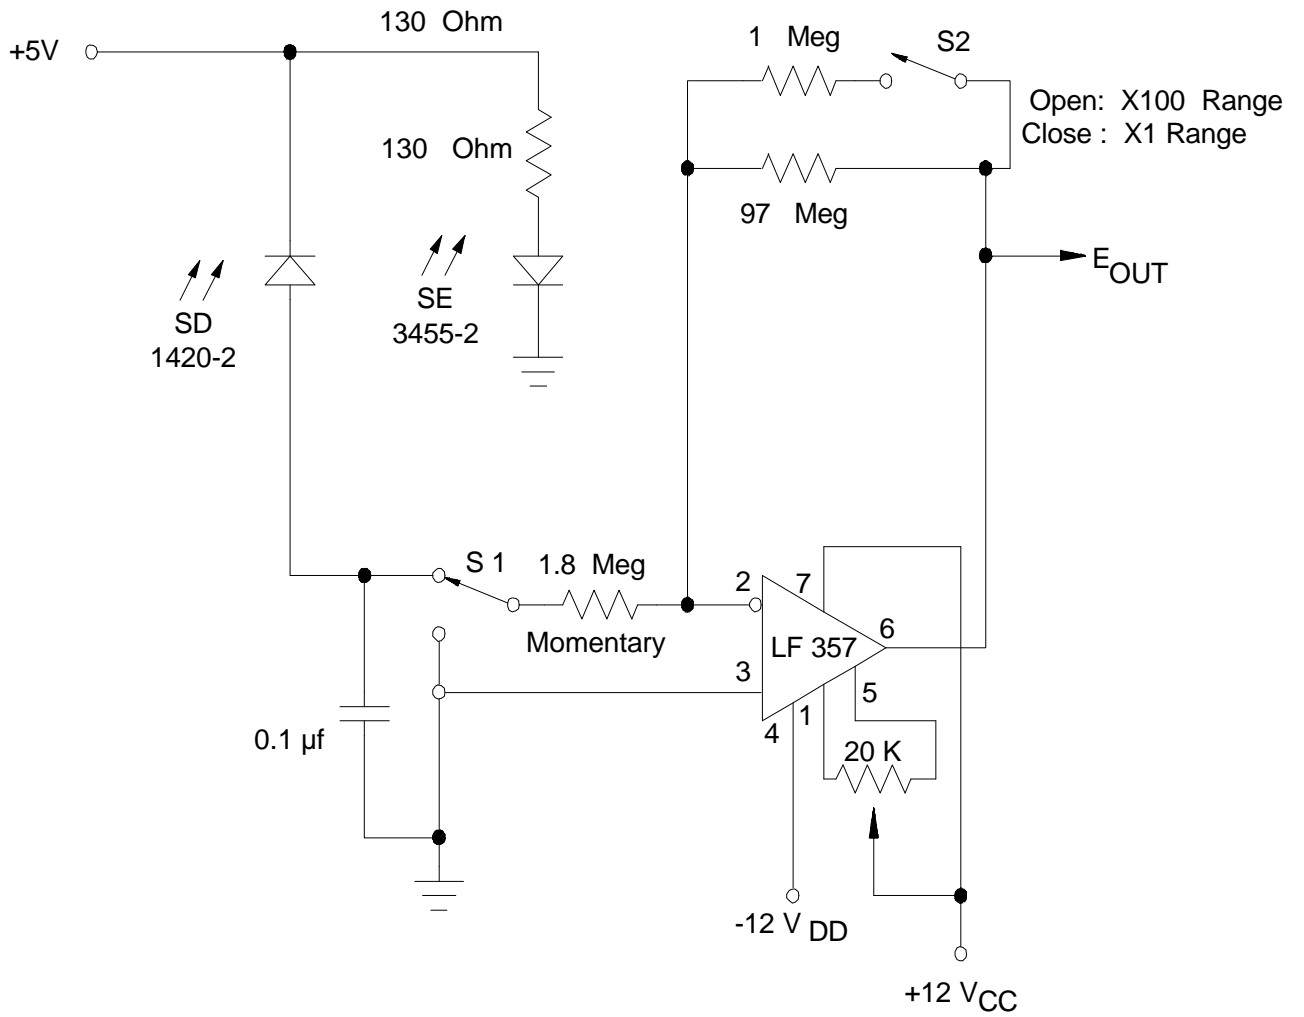 130 Ohm
+5V
1 Meg
S2
Open: X100 Range
Close : X1 Range
130 Ohm
97 Meg
EOUT
SD
1420-2
SE
3455-2
S 1
1.8 Meg
Momentary
2
7
LF 357
6
3
5
4
1
0.1 µf
20 K
-12 V DD
+12 VCC